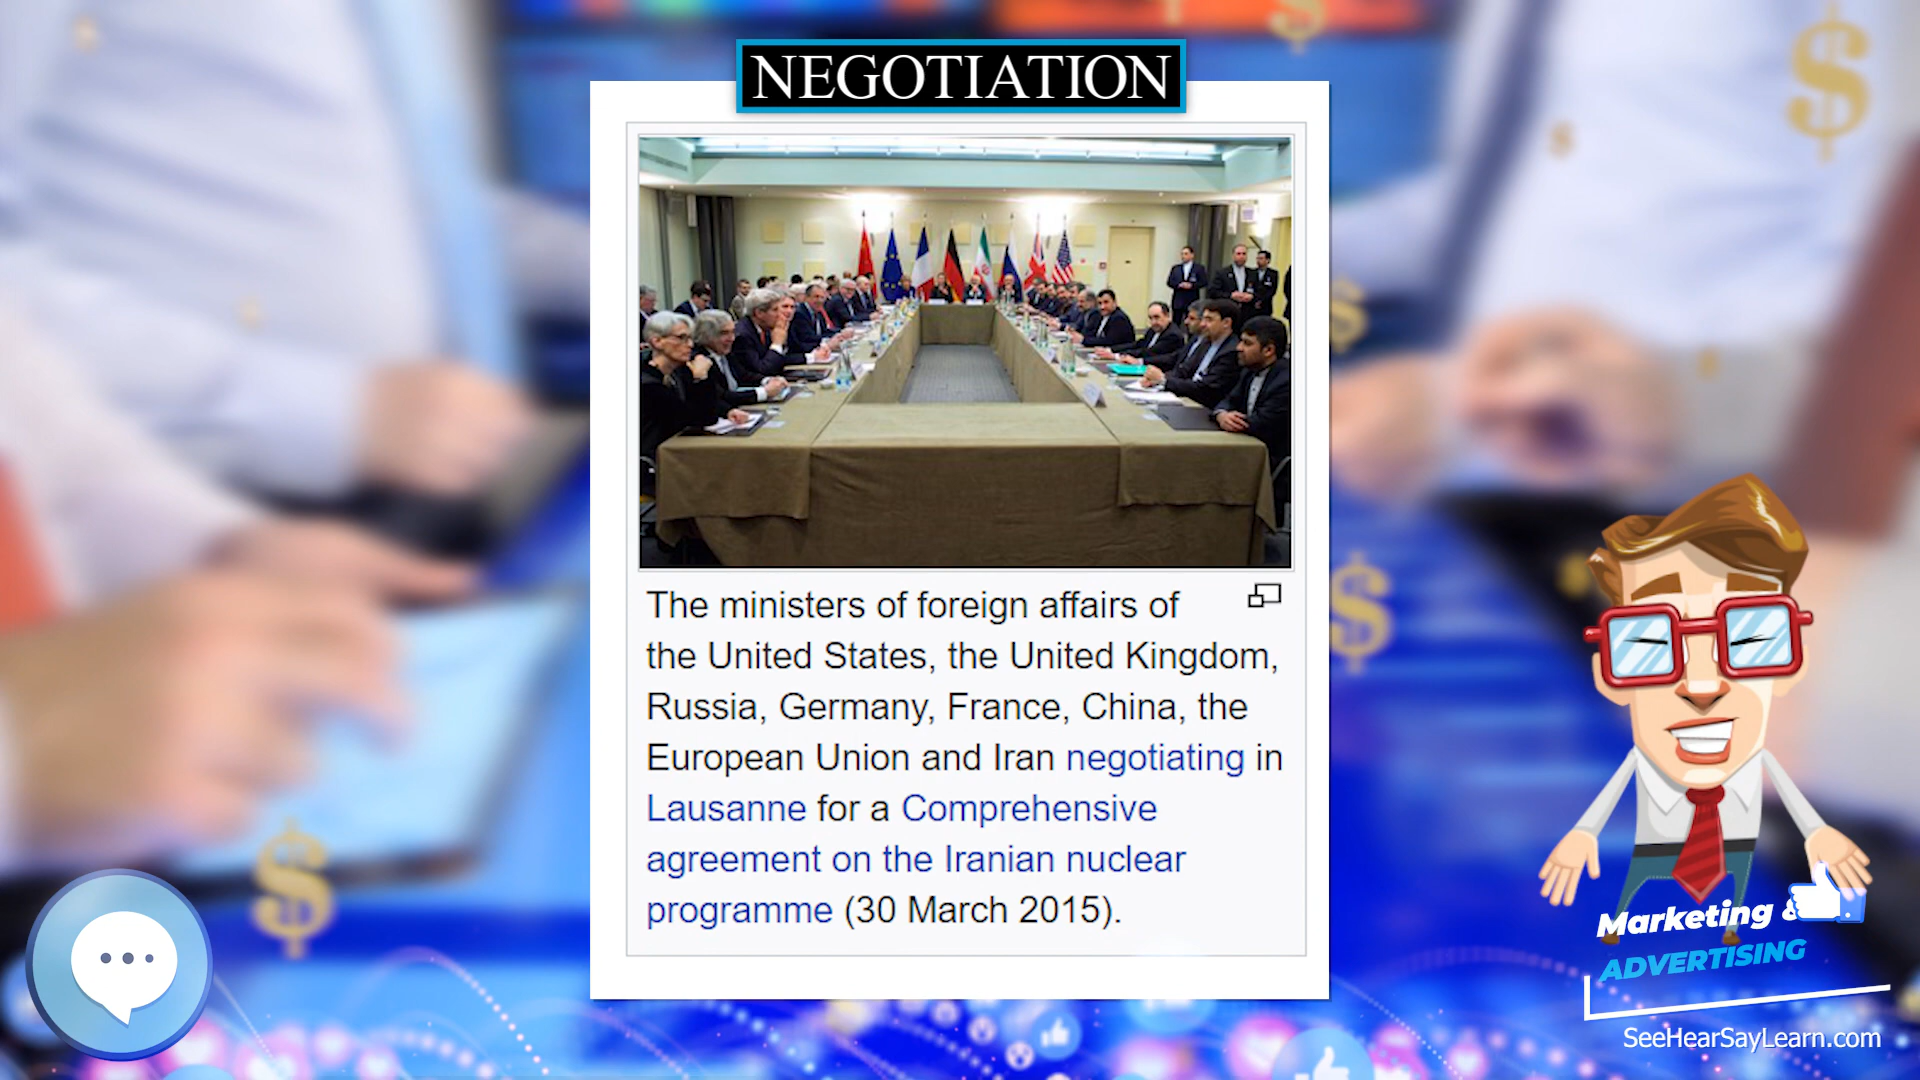 NEGOTIATION
The ministers of foreign affairs of
the United States, the United Kingdom,
Russia, Germany, France, China, the
European Union and Iran negotiating in
Lausanne for a Comprehensive
agreement on the Iranian nuclear
programme (30 March 2015).
Marketing &
ADVERTISING
SeeHearSayLearn.com